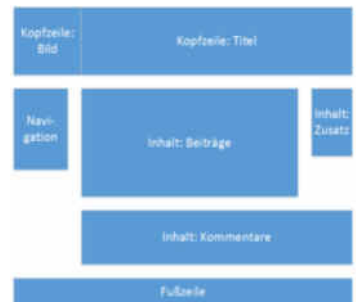 Kopfzeile:
Bild
Kopfzeile: Titel
Navi-
gation
Inhalt: Beiträge
Inhalt:
Zusatz
Inhalt: Kommentare
Fußzeile